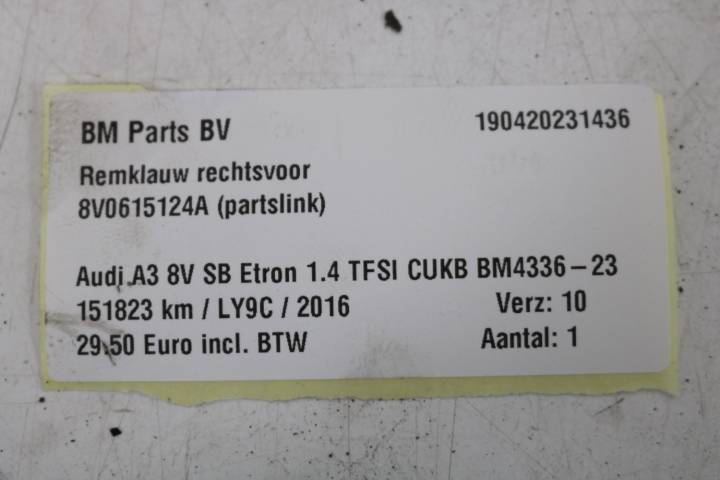 BM Parts BV 190420231436
Remklauw rechtsvoor
8V0615124A (partslink)
Audi A3 8V SB Etron 1.4 TFSI CUKB BM4336-23
151823 km / LY9C / 2016 Verz: 10
29.50 Euro incl. BTW Aantal: 1